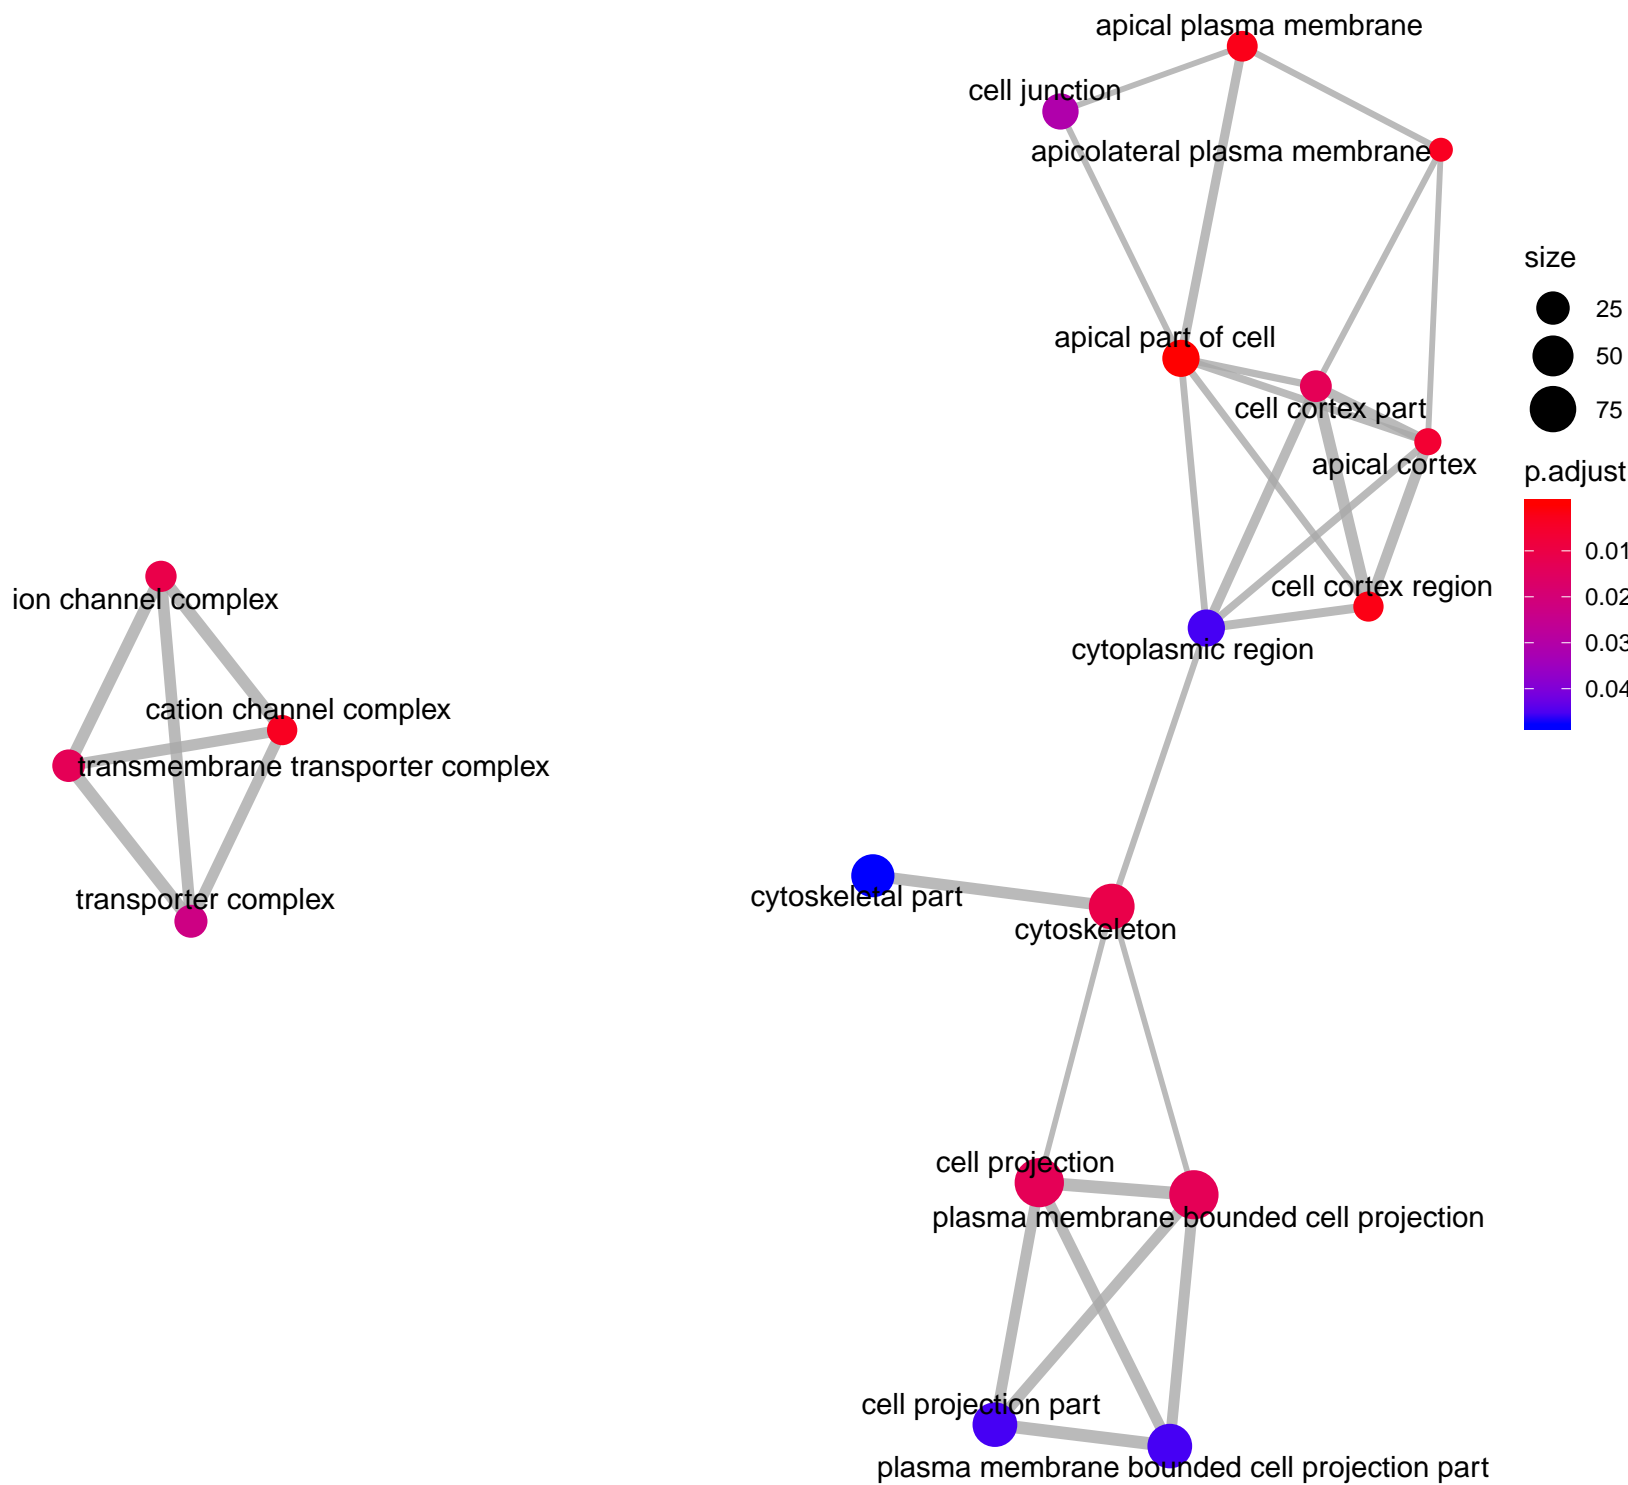 apical plasma membrane
cell junction
apicolateral plasma membrane
size
25
apical part of cell
50
cell cortex part
75
apical cortex
p.adjust
0.01
cell cortex region
0.02
ion channel complex
0.03
cytoplasmic region
0.04
cation channel complex
transmembrane transporter complex
cytoskeletal part
transporter complex
cytoskeleton
cell projection
plasma membrane bounded cell projection
cell projection part
plasma membrane bounded cell projection part